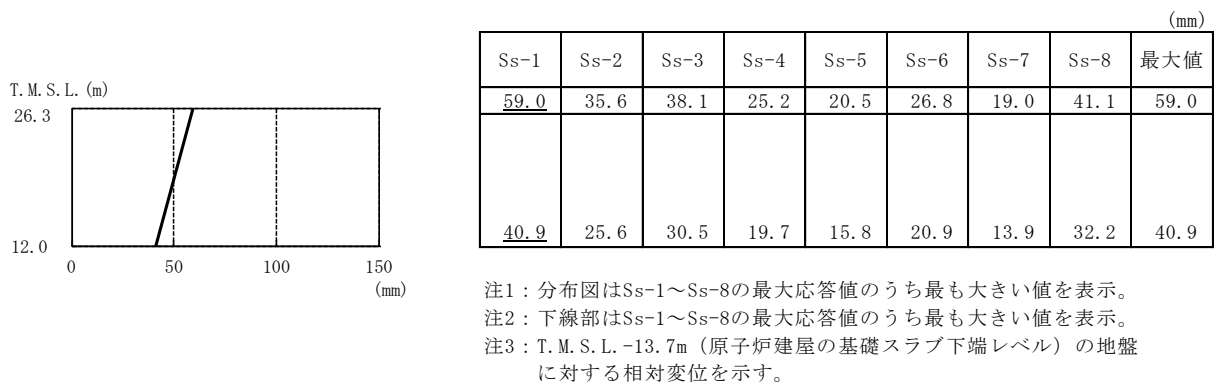 (mm)
Ss-1 Ss-2 Ss-3 Ss-4 Ss-5 Ss-6 Ss-7 Ss-8 最大値
59.0 35.6 38.1 25.2 20.5 26.8 19.0 41.1 59.0
40.9 25.6 30.5 19.7 15.8 20.9 13.9 32.2 40.9
T.M.S.L.(m)
26.3
12.0
0 50 100 150
(mm)
注1：分布図はSs-1～Ss-8の最大応答値のうち最も大きい値を表示。
注2：下線部はSs-1～Ss-8の最大応答値のうち最も大きい値を表示。
注3：T.M.S.L.-13.7m（原子炉建屋の基礎スラブ下端レベル）の地盤
に対する相対変位を示す。